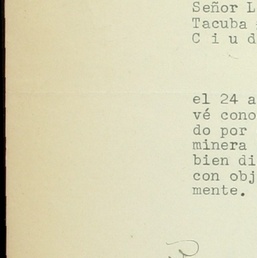 Señor L
Tacuba
C i u d
el 24 a
vé cono
do por
minera
bien di
con obj
mente.